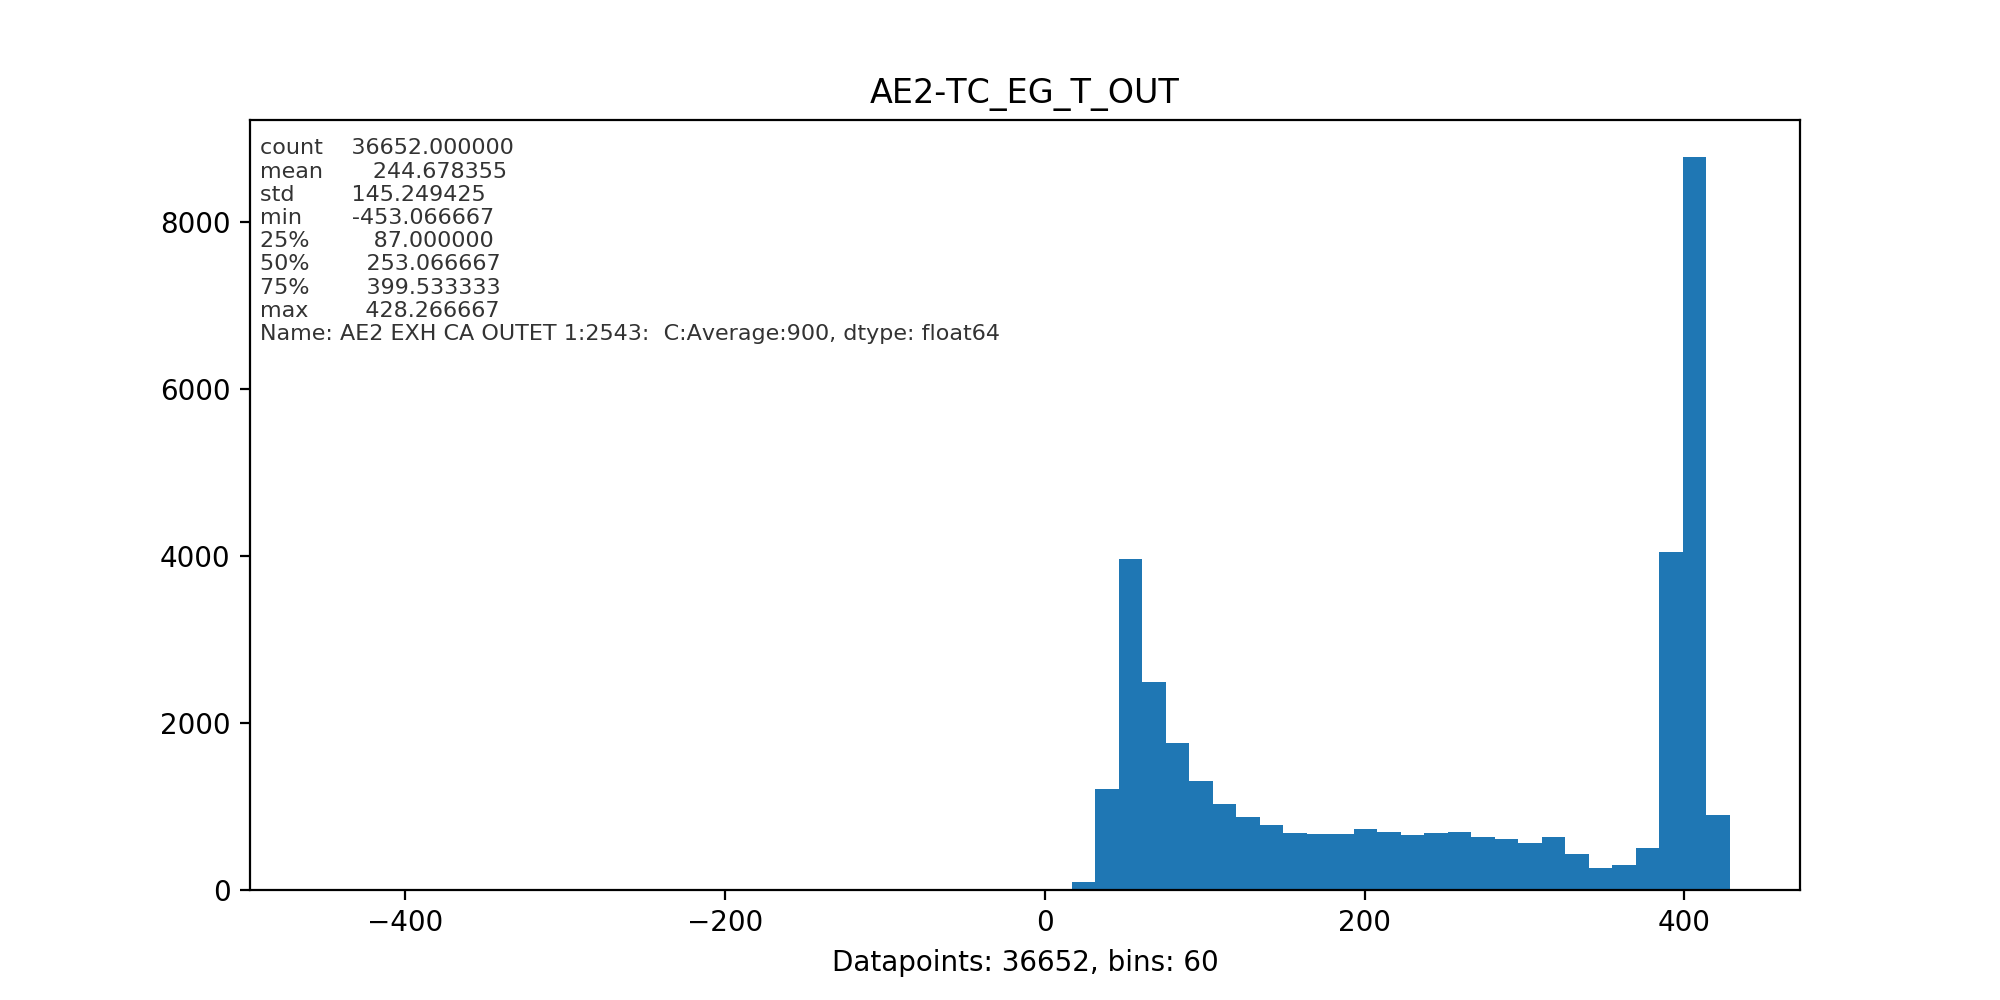 AE2-TC_EG_T_OUT
count 36652.000000
mean 244.678355
std 145.249425
min -453.066667
25% 87.000000
50% 253.066667
75% 399.533333
max 428.266667
Name: AE2 EXH CA OUTET 1:2543:  C:Average:900, dtype: float64
8000
6000
4000
2000
0
−400 −200 0 200 400
Datapoints: 36652, bins: 60